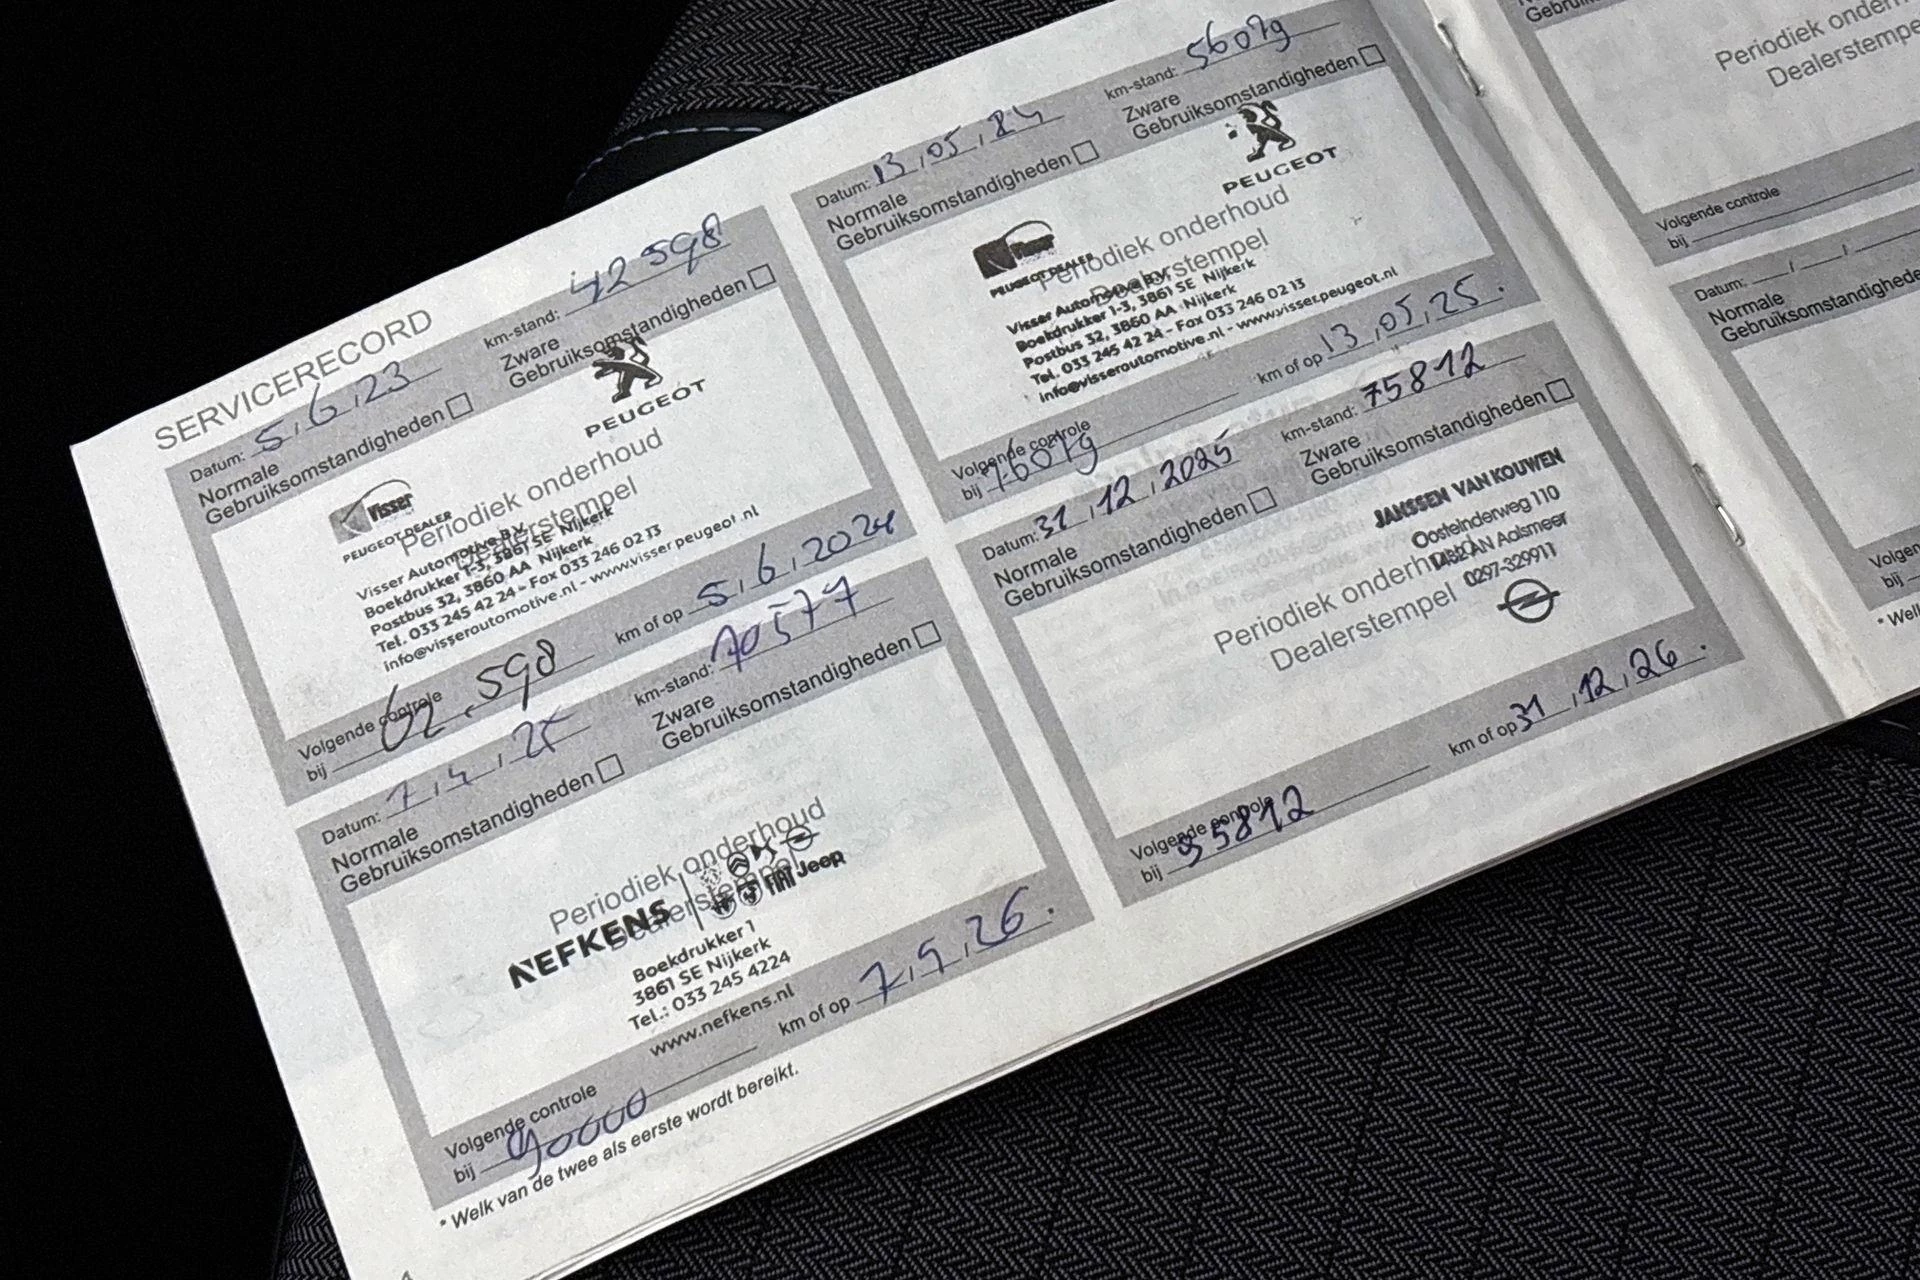 SERVICERECORD
Datum: 5 / 6 / 23
km-stand: 42 598
Normale
Gebruiksomstandigheden
Zware
Gebruiksomstandigheden
PEUGEOT
Visser
PEUGEOT DEALER
Periodiek onderhoud
Dealerstempel
Visser Automotive B.V.
Boekdrukker 1-3, 3861 SE Nijkerk
Postbus 32, 3860 AA Nijkerk
Tel. 033 245 42 24 - Fax 033 246 02 13
info@visserautomotive.nl - www.visser.peugeot.nl
Volgende controle
bij 62.598 km of op 5 / 6 / 2024
Datum: 7 / 4 / 25
km-stand: 70577
Normale
Gebruiksomstandigheden
Zware
Gebruiksomstandigheden
Periodiek onderhoud
Dealerstempel
NEFKENS
FIAT Jeep
Boekdrukker 1
3861 SE Nijkerk
Tel.: 033 245 4224
www.nefkens.nl
Volgende controle
bij 90000 km of op 7 / 4 / 26.
* Welk van de twee als eerste wordt bereikt.
Datum: 13 / 05 / 24
km-stand: 56079
Normale
Gebruiksomstandigheden
Zware
Gebruiksomstandigheden
PEUGEOT
Visser
PEUGEOT DEALER
Periodiek onderhoud
Dealerstempel
Visser Automotive B.V.
Boekdrukker 1-3, 3861 SE Nijkerk
Postbus 32, 3860 AA Nijkerk
Tel. 033 245 42 24 - Fax 033 246 02 13
info@visserautomotive.nl - www.visser.peugeot.nl
Volgende controle
bij 76079 km of op 13 / 05 / 25.
Datum: 31 / 12 / 2025
km-stand: 75812
Normale
Gebruiksomstandigheden
Zware
Gebruiksomstandigheden
JANSSEN VAN KOUWEN
Oosteinderweg 110
1432 AN Aalsmeer
0297-329911
Periodiek onderhoud
Dealerstempel
Volgende controle
bij 95812 km of op 31 / 12 / 26.
Periodiek
Volgende controle
bij
Datum: / /
Normale
Gebruiksomstandigheden
bij